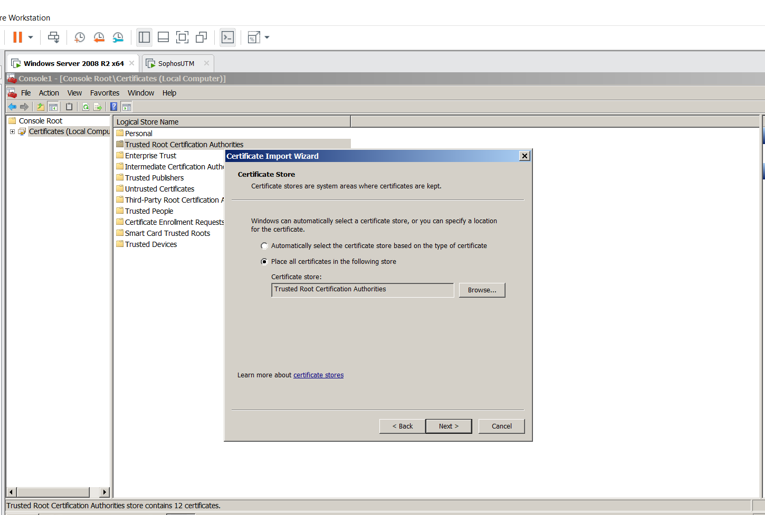 re Workstation
Windows Server 2008 R2 x64
SophosUTM
Console1 - [Console Root\Certificates (Local Computer)]
File Action View Favorites Window Help
Console Root
Certificates (Local Compu
Logical Store Name
Personal
Trusted Root Certification Authorities
Enterprise Trust
Intermediate Certification Auth
Trusted Publishers
Untrusted Certificates
Third-Party Root Certification A
Trusted People
Certificate Enrollment Requests
Smart Card Trusted Roots
Trusted Devices
Certificate Import Wizard
Certificate Store
Certificate stores are system areas where certificates are kept.
Windows can automatically select a certificate store, or you can specify a location
for the certificate.
Automatically select the certificate store based on the type of certificate
Place all certificates in the following store
Certificate store:
Trusted Root Certification Authorities
Browse...
Learn more about certificate stores
< Back
Next >
Cancel
Trusted Root Certification Authorities store contains 12 certificates.